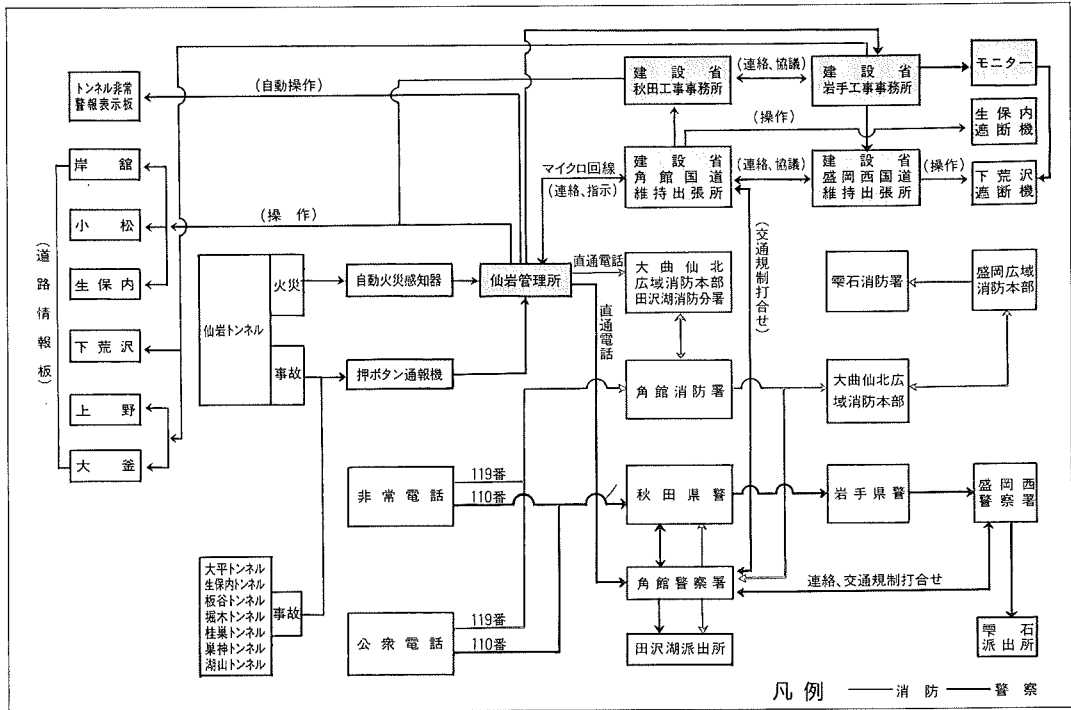 トンネル非常
警報表示板
(自動操作)
建設省
秋田工事事務所
(連絡、協議)
建設省
岩手工事事務所
モニター
生保内
遮断機
(操作)
マイクロ回線
(連絡、指示)
建設省
角館国道
維持出張所
(連絡、協議)
建設省
盛岡西国道
維持出張所
(操作)
下荒沢
遮断機
(道路情報板)
岸舘
小松
生保内
下荒沢
上野
大釜
(操作)
仙岩トンネル
火災
事故
自動火災感知器
押ボタン通報機
仙岩管理所
直通電話
直通電話
大曲仙北
広域消防本部
田沢湖消防分署
(交通規制打合せ)
雫石消防署
盛岡広域
消防本部
角館消防署
大曲仙北広
域消防本部
非常電話
119番
110番
秋田県警
岩手県警
盛岡西
警察署
大平トンネル
生保内トンネル
板谷トンネル
堀木トンネル
桂巣トンネル
巣神トンネル
湖山トンネル
事故
公衆電話
119番
110番
角館警察署
連絡、交通規制打合せ
田沢湖派出所
雫石
派出所
凡例 消防 警察